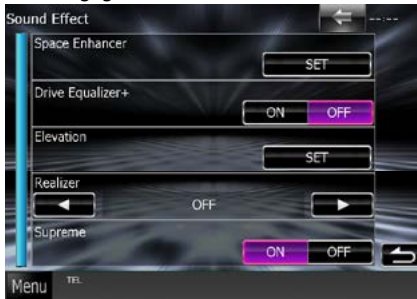 Sound Effect
--:--
Space Enhancer
SET
Drive Equalizer+
ON OFF
Elevation
SET
Realizer
OFF
Supreme
ON OFF
Menu TEL